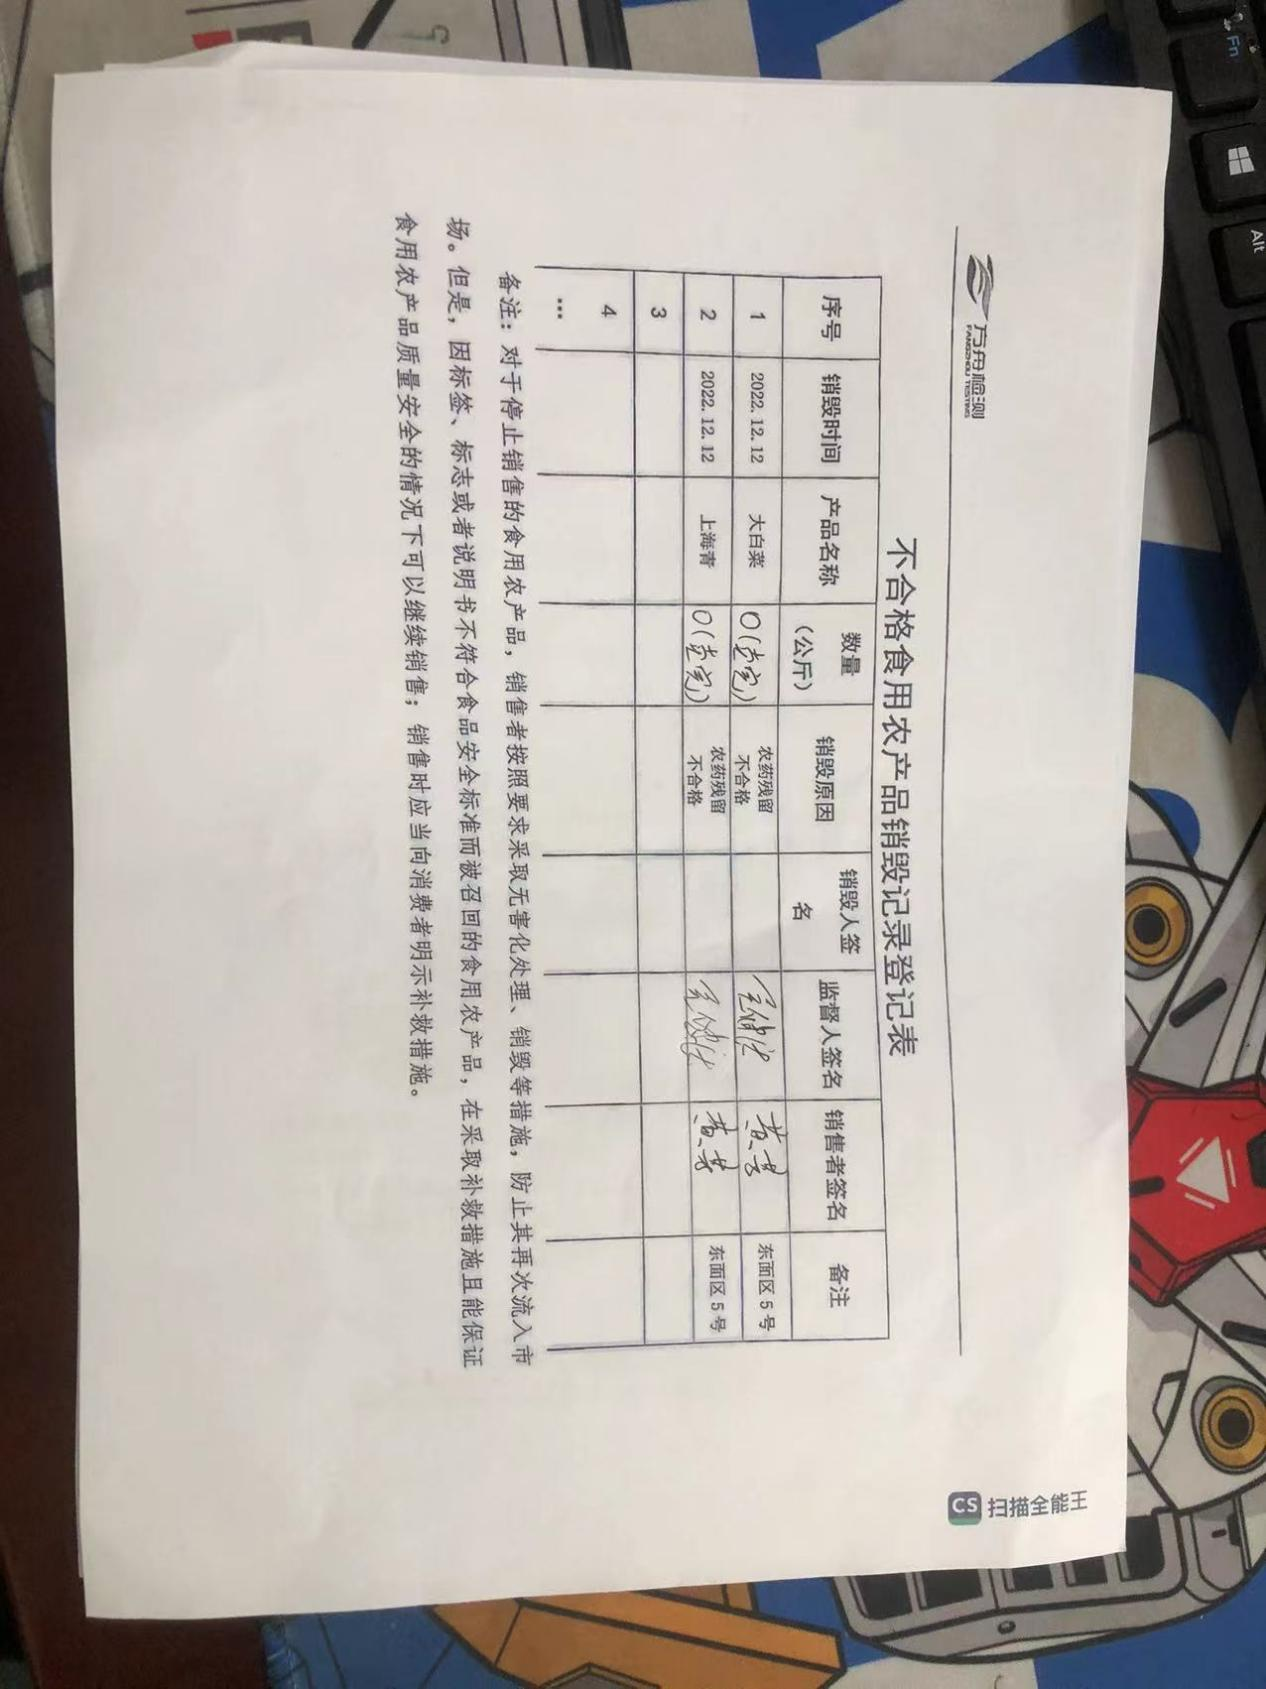 方舟检测
FANGZHOU TESTING
不合格食用农产品销毁记录登记表
序号 销毁时间 产品名称 数量（公斤） 销毁原因 销毁人签名 监督人签名 销售者签名 备注
1 2022.12.12 大白菜 0(售完) 农药残留不合格 东面区5号
2 2022.12.12 上海青 0(售完) 农药残留不合格 东面区5号
3
4
…
备注：对于停止销售的食用农产品，销售者按照要求采取无害化处理、销毁等措施，防止其再次流入市
场。但是，因标签、标志或者说明书不符合食品安全标准而被召回的食用农产品，在采取补救措施且能保证
食用农产品质量安全的情况下可以继续销售；销售时应当向消费者明示补救措施。
CS 扫描全能王
Fn
Alt